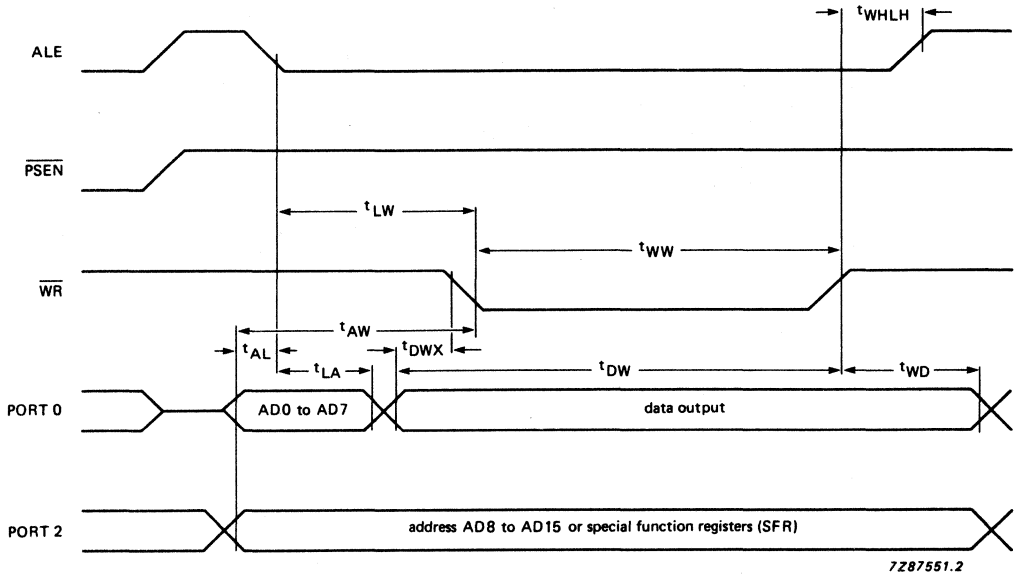 tWHLH
ALE
PSEN
tLW
tWW
WR
tAW
tAL
tDWX
tLA
tDW
tWD
PORT 0
AD0 to AD7
data output
PORT 2
address AD8 to AD15 or special function registers (SFR)
7Z87551.2